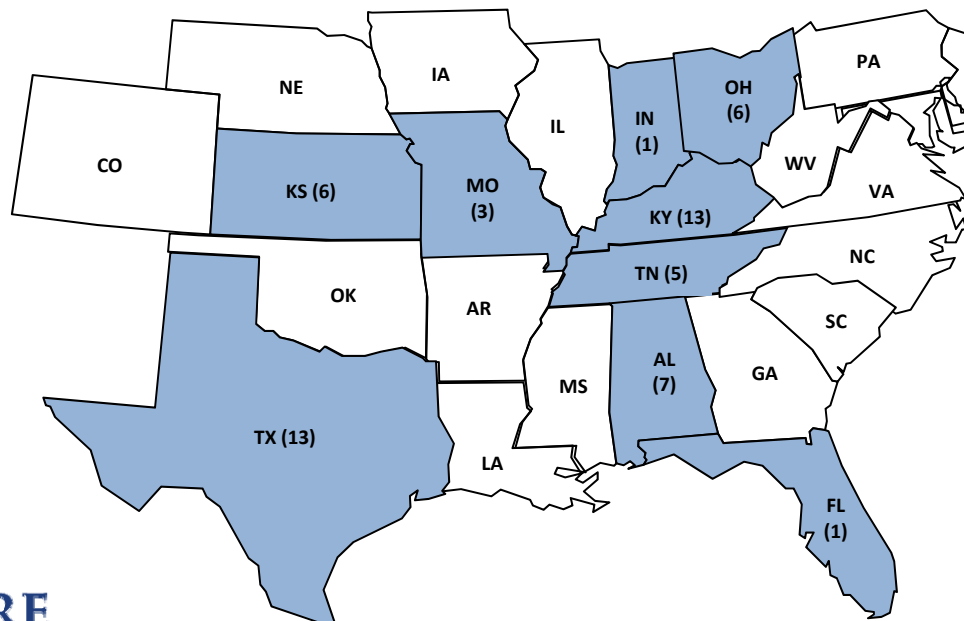 PA
IA
NE
OH
(6)
IN
(1)
IL
CO
WV
KS (6)
MO
(3)
VA
KY (13)
NC
TN (5)
OK
AR
SC
AL
(7)
GA
MS
TX (13)
LA
FL
(1)